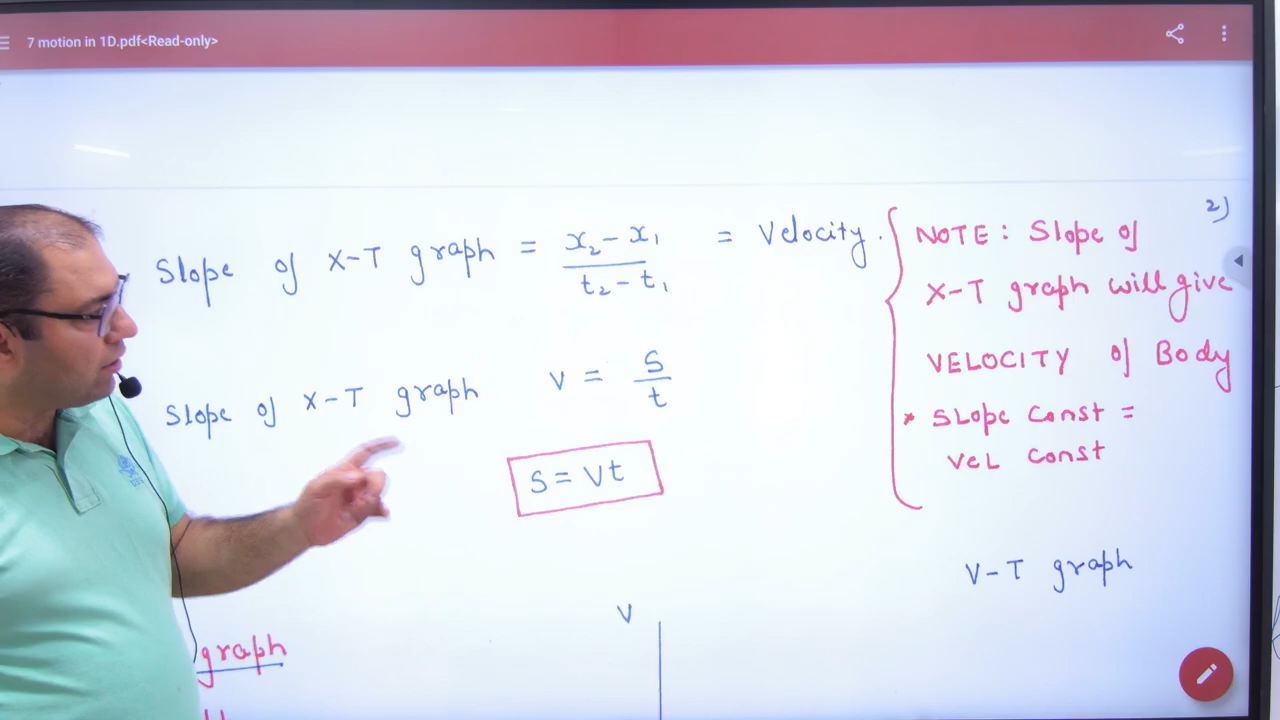 7 motion in 1D.pdf<Read-only>
2)
Slope of X-T graph = x₂-x₁ / t₂-t₁ = Velocity.
NOTE: Slope of
X-T graph will give
VELOCITY of Body
* SLope Const =
VeL Const
Slope of X-T graph V = S/t
S = Vt
V-T graph
V
graph